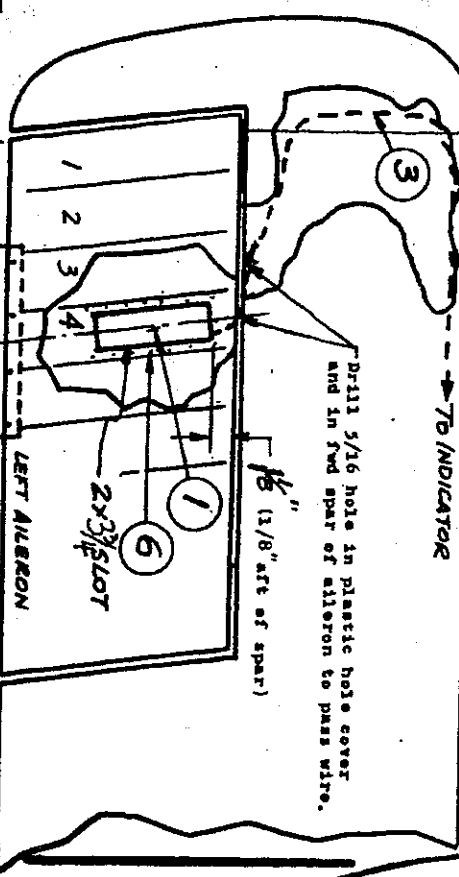 TO INDICATOR
Drill 5/16 hole in plastic hole cover
and in fwd spar of aileron to pass wire.
(1/8" aft of spar)
3
1
2
3
4
1
6
2 x 3 3/4 SLOT
LEFT AILERON